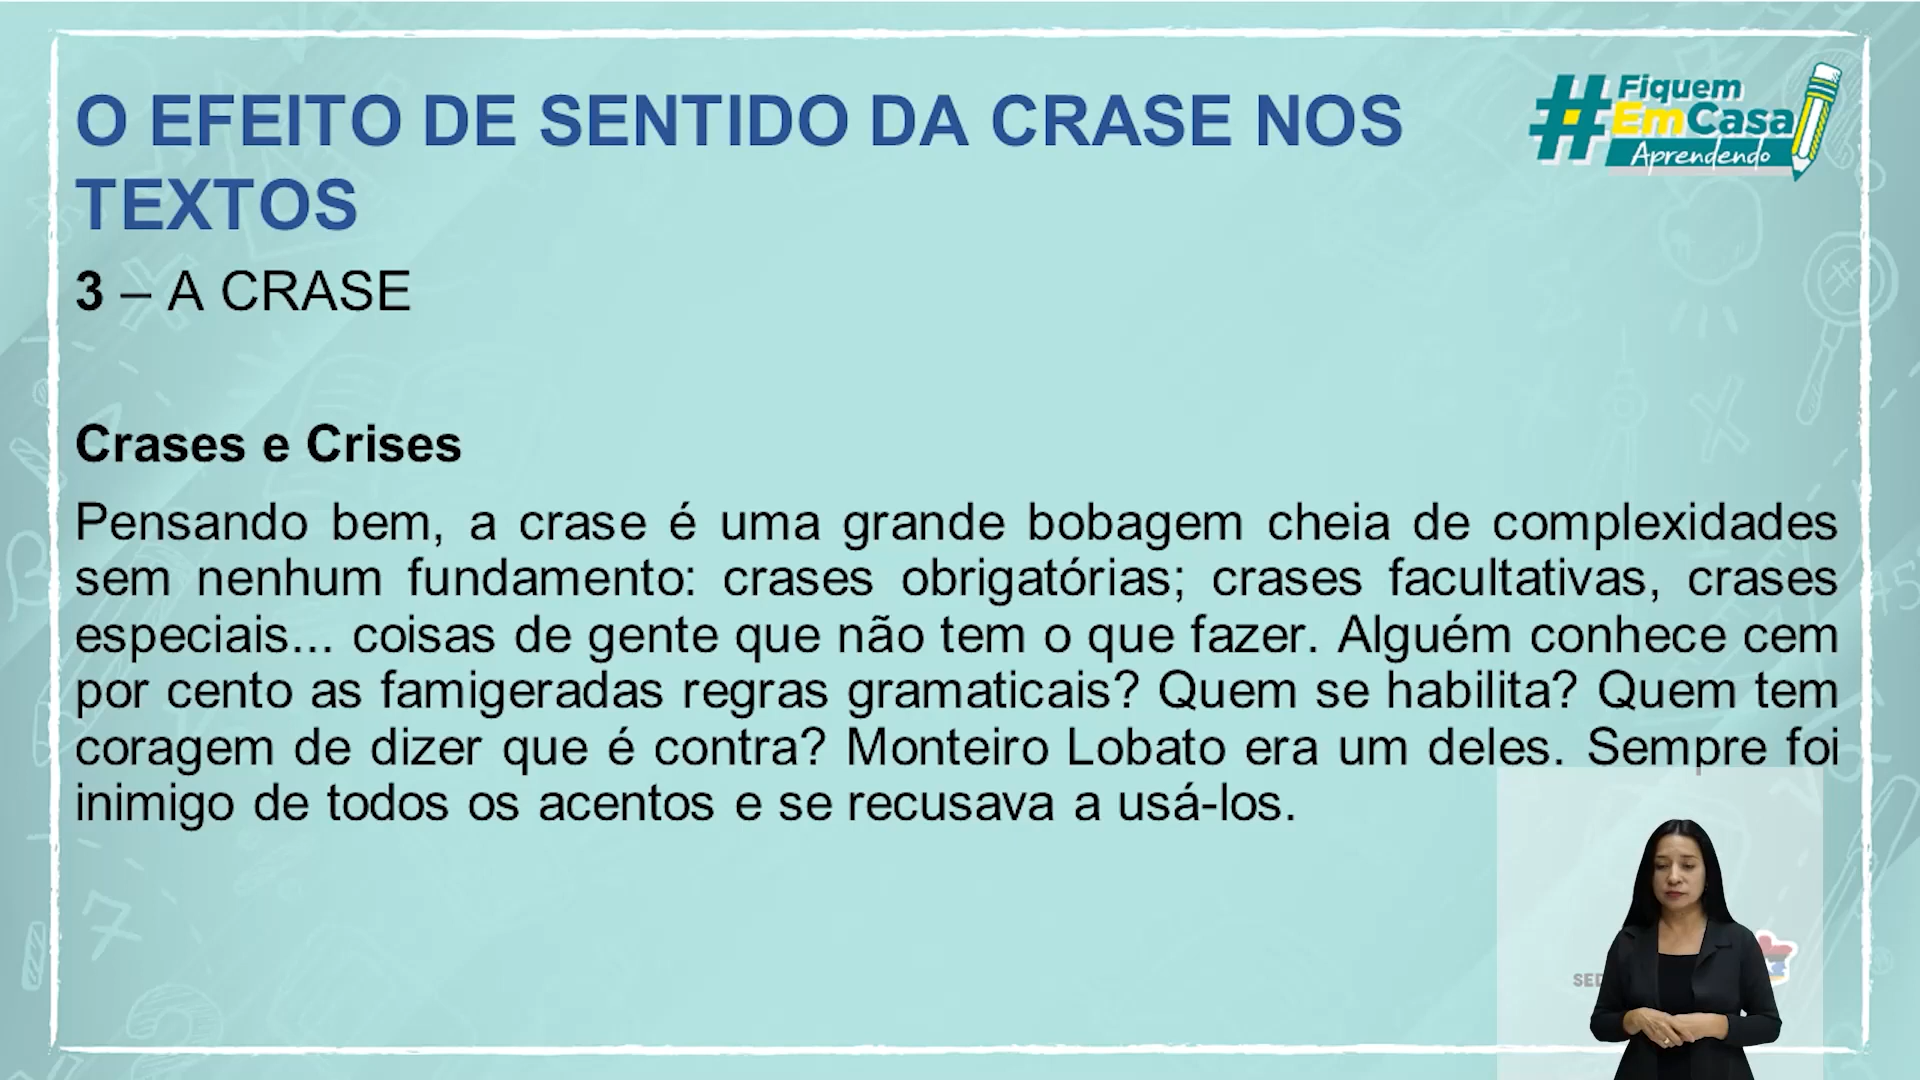 O EFEITO DE SENTIDO DA CRASE NOS
TEXTOS
#Fiquem
EmCasa
Aprendendo
3 – A CRASE
Crases e Crises
Pensando bem, a crase é uma grande bobagem cheia de complexidades
sem nenhum fundamento: crases obrigatórias; crases facultativas, crases
especiais... coisas de gente que não tem o que fazer. Alguém conhece cem
por cento as famigeradas regras gramaticais? Quem se habilita? Quem tem
coragem de dizer que é contra? Monteiro Lobato era um deles. Sempre foi
inimigo de todos os acentos e se recusava a usá-los.